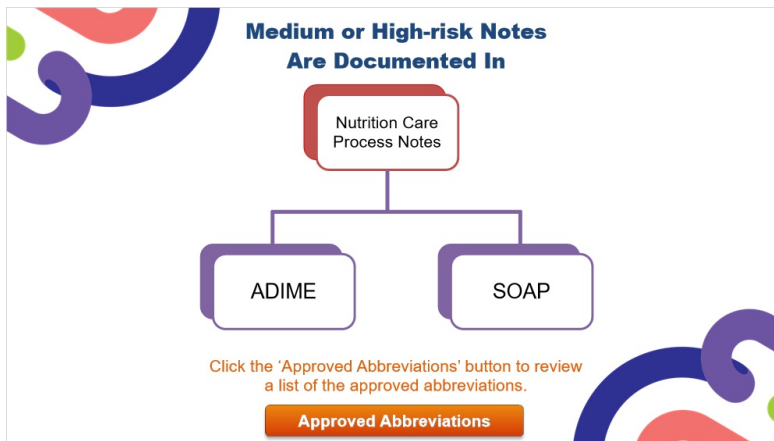 Medium or High-risk Notes
Are Documented In
Nutrition Care
Process Notes
ADIME
SOAP
Click the ‘Approved Abbreviations’ button to review
a list of the approved abbreviations.
Approved Abbreviations